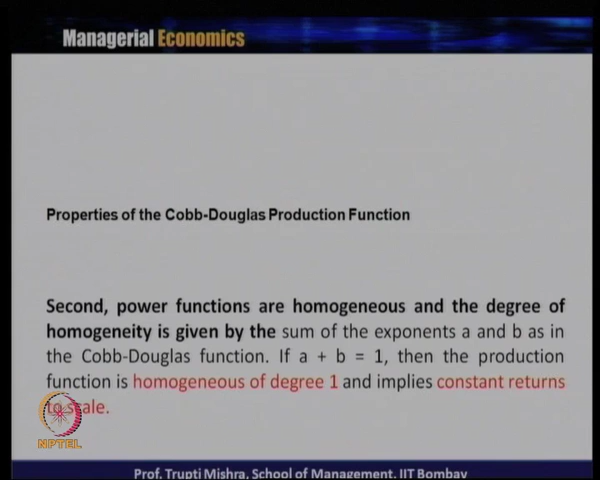 Managerial Economics
Properties of the Cobb-Douglas Production Function
Second, power functions are homogeneous and the degree of
homogeneity is given by the sum of the exponents a and b as in
the Cobb-Douglas function. If a + b = 1, then the production
function is homogeneous of degree 1 and implies constant returns
to scale.
NPTEL
Prof. Trupti Mishra, School of Management, IIT Bombay